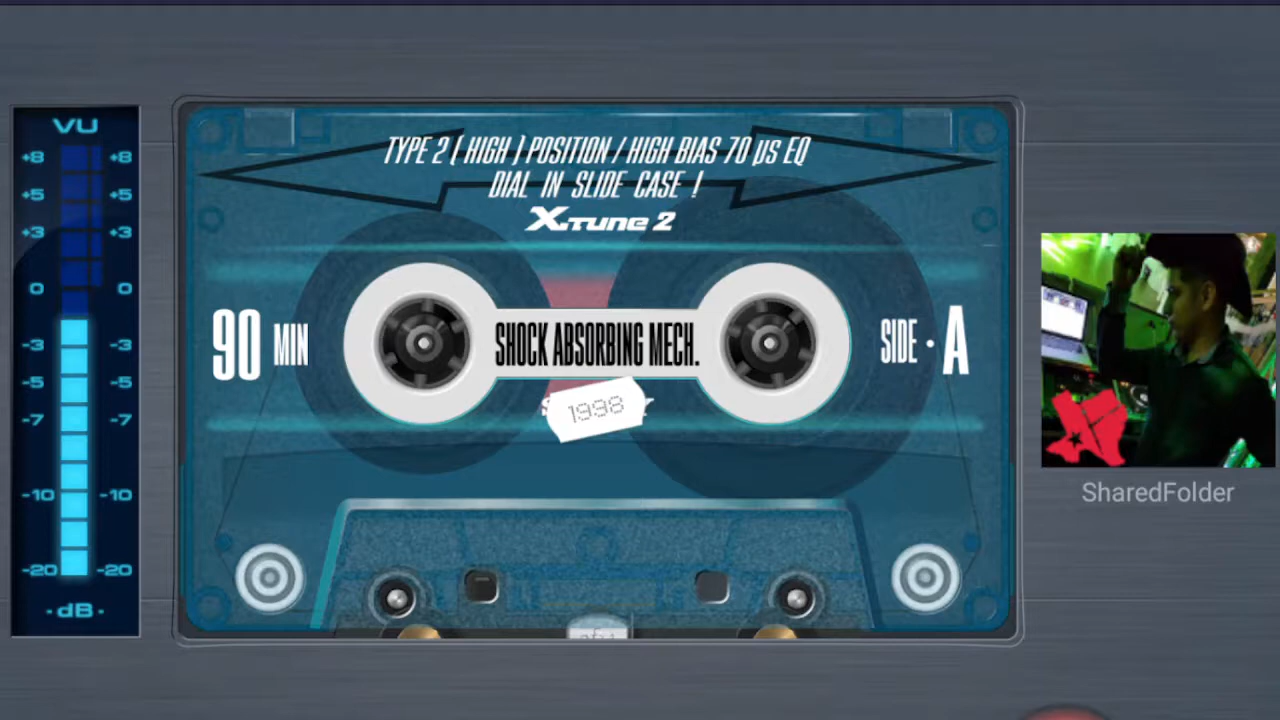 VU
+8 +8
+5 +5
+3 +3
0 0
-3 -3
-5 -5
-7 -7
-10 -10
-20 -20
·dB·
TYPE 2 ( HIGH ) POSITION / HIGH BIAS 70 µs EQ
DIAL IN SLIDE CASE !
X.TUNE 2
90 MIN
SHOCK ABSORBING MECH.
SIDE · A
1998
SharedFolder